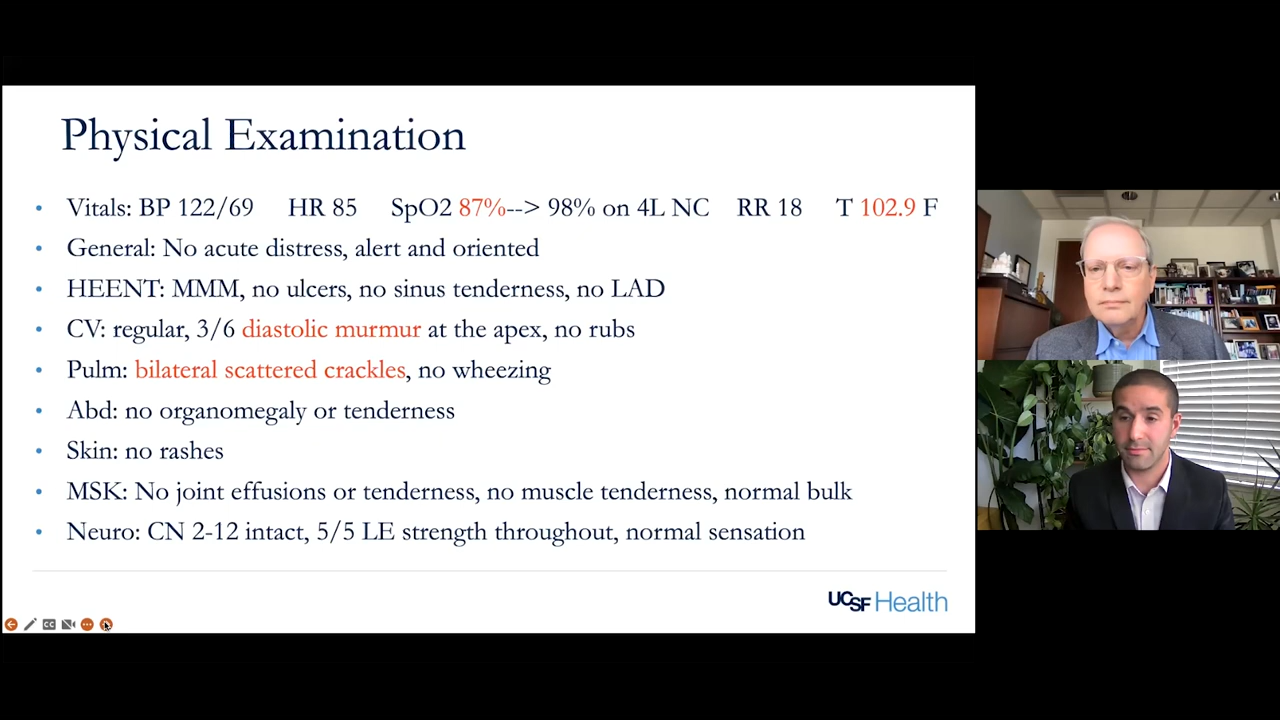 Physical Examination
• Vitals: BP 122/69 HR 85 SpO2 87%--> 98% on 4L NC RR 18 T 102.9 F
• General: No acute distress, alert and oriented
• HEENT: MMM, no ulcers, no sinus tenderness, no LAD
• CV: regular, 3/6 diastolic murmur at the apex, no rubs
• Pulm: bilateral scattered crackles, no wheezing
• Abd: no organomegaly or tenderness
• Skin: no rashes
• MSK: No joint effusions or tenderness, no muscle tenderness, normal bulk
• Neuro: CN 2-12 intact, 5/5 LE strength throughout, normal sensation
UCSF Health
CC